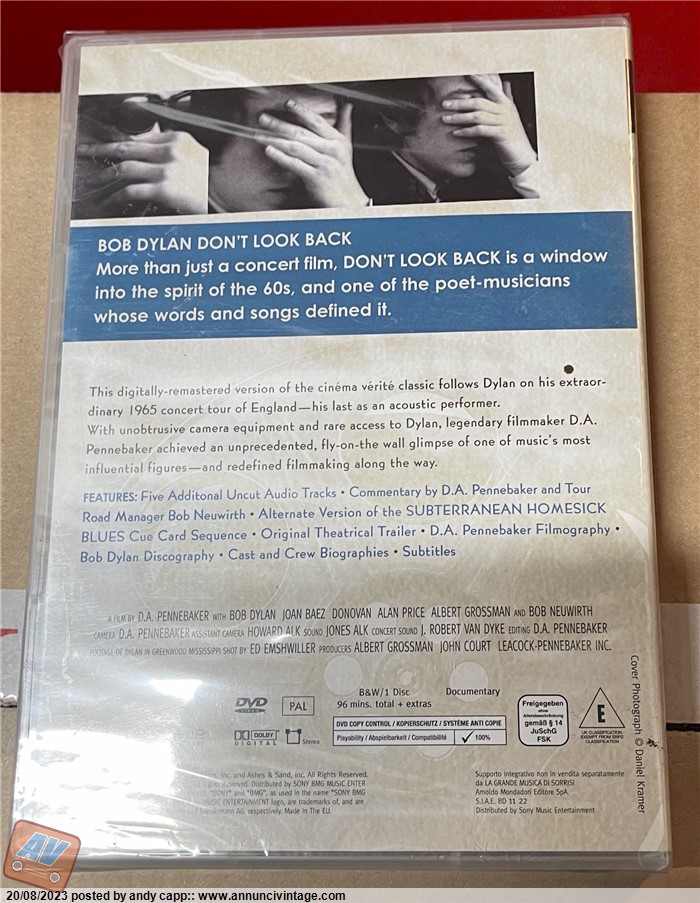 BOB DYLAN DON'T LOOK BACK
More than just a concert film, DON'T LOOK BACK is a window
into the spirit of the 60s, and one of the poet-musicians
whose words and songs defined it.
This digitally-remastered version of the cinéma vérité classic follows Dylan on his extraor-
dinary 1965 concert tour of England—his last as an acoustic performer.
With unobtrusive camera equipment and rare access to Dylan, legendary filmmaker D.A.
Pennebaker achieved an unprecedented, fly-on-the wall glimpse of one of music's most
influential figures—and redefined filmmaking along the way.
FEATURES: Five Additonal Uncut Audio Tracks • Commentary by D.A. Pennebaker and Tour
Road Manager Bob Neuwirth • Alternate Version of the SUBTERRANEAN HOMESICK
BLUES Cue Card Sequence • Original Theatrical Trailer • D.A. Pennebaker Filmography •
Bob Dylan Discography • Cast and Crew Biographies • Subtitles
A FILM BY D.A. PENNEBAKER WITH BOB DYLAN JOAN BAEZ DONOVAN ALAN PRICE ALBERT GROSSMAN AND BOB NEUWIRTH
CAMERA D.A. PENNEBAKER ASSISTANT CAMERA HOWARD ALK SOUND JONES ALK CONCERT SOUND J. ROBERT VAN DYKE EDITING D.A. PENNEBAKER
FOOTAGE OF DYLAN IN GREENWOOD MISSISSIPPI SHOT BY ED EMSHWILLER PRODUCERS ALBERT GROSSMAN JOHN COURT LEACOCK-PENNEBAKER INC.
DVD
VIDEO
PAL
B&W/1 Disc
Documentary
96 mins. total + extras
DVD COPY CONTROL / KOPIERSCHUTZ / SYSTÈME ANTI COPIE
Playability / Abspielbarkeit / Compatibilité
100%
DOLBY
DIGITAL
Stereo
Freigegeben
ohne
Altersbeschränkung
gemäß § 14
JuSchG
FSK
E
UK CLASSIFICATION
EXEMPT FROM BBFC
CLASSIFICATION
Cover Photograph © Daniel Kramer
Inc. and Ashes & Sand, Inc. All Rights Reserved.
Reserved. Distributed by SONY BMG MUSIC ENTER-
"SONY" and "BMG", as used in the name "SONY BMG
MUSIC ENTERTAINMENT logo, are trademarks of, and are
AG, respectively. Made In The EU.
Supporto integrativo non in vendita separatamente
da LA GRANDE MUSICA DI SORRISI
Arnoldo Mondadori Editore SpA
S.I.A.E. BD 11 22
Distributed by Sony Music Entertainment
AV
20/08/2023 posted by andy capp:: www.annuncivintage.com